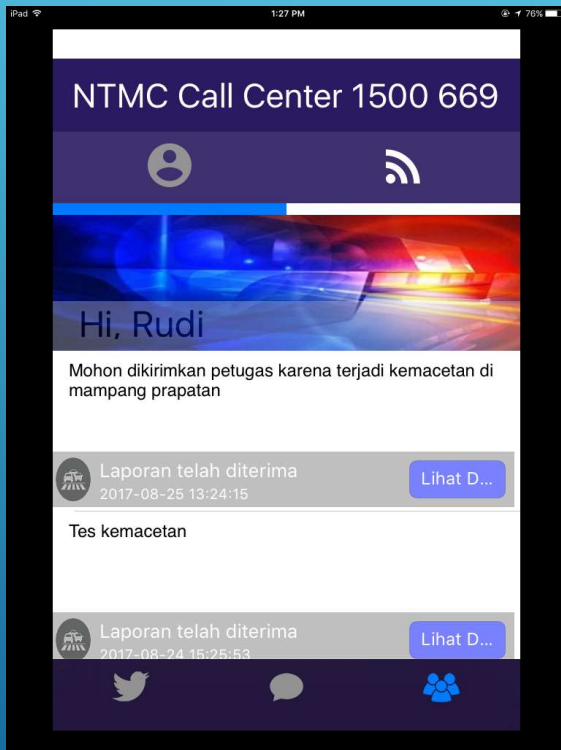 iPad 1:27 PM 76%
NTMC Call Center 1500 669
Hi, Rudi
Mohon dikirimkan petugas karena terjadi kemacetan di
mampang prapatan
Laporan telah diterima
2017-08-25 13:24:15
Lihat D...
Tes kemacetan
Laporan telah diterima
2017-08-24 15:25:53
Lihat D...